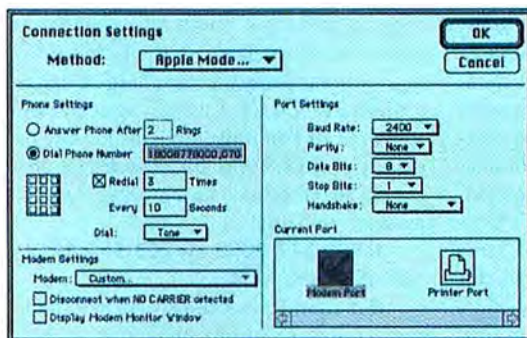 Connection Settings
OK
Method: Apple Mode...
Cancel
Phone Settings
Answer Phone After 2 Rings
Dial Phone Number 18008778000,070
Redial 3 Times
Every 10 Seconds
Dial: Tone
Modem Settings
Modem: Custom...
Disconnect when NO CARRIER detected
Display Modem Monitor Window
Port Settings
Baud Rate: 2400
Parity: None
Data Bits: 8
Stop Bits: 1
Handshake: None
Current Port
Modem Port
Printer Port